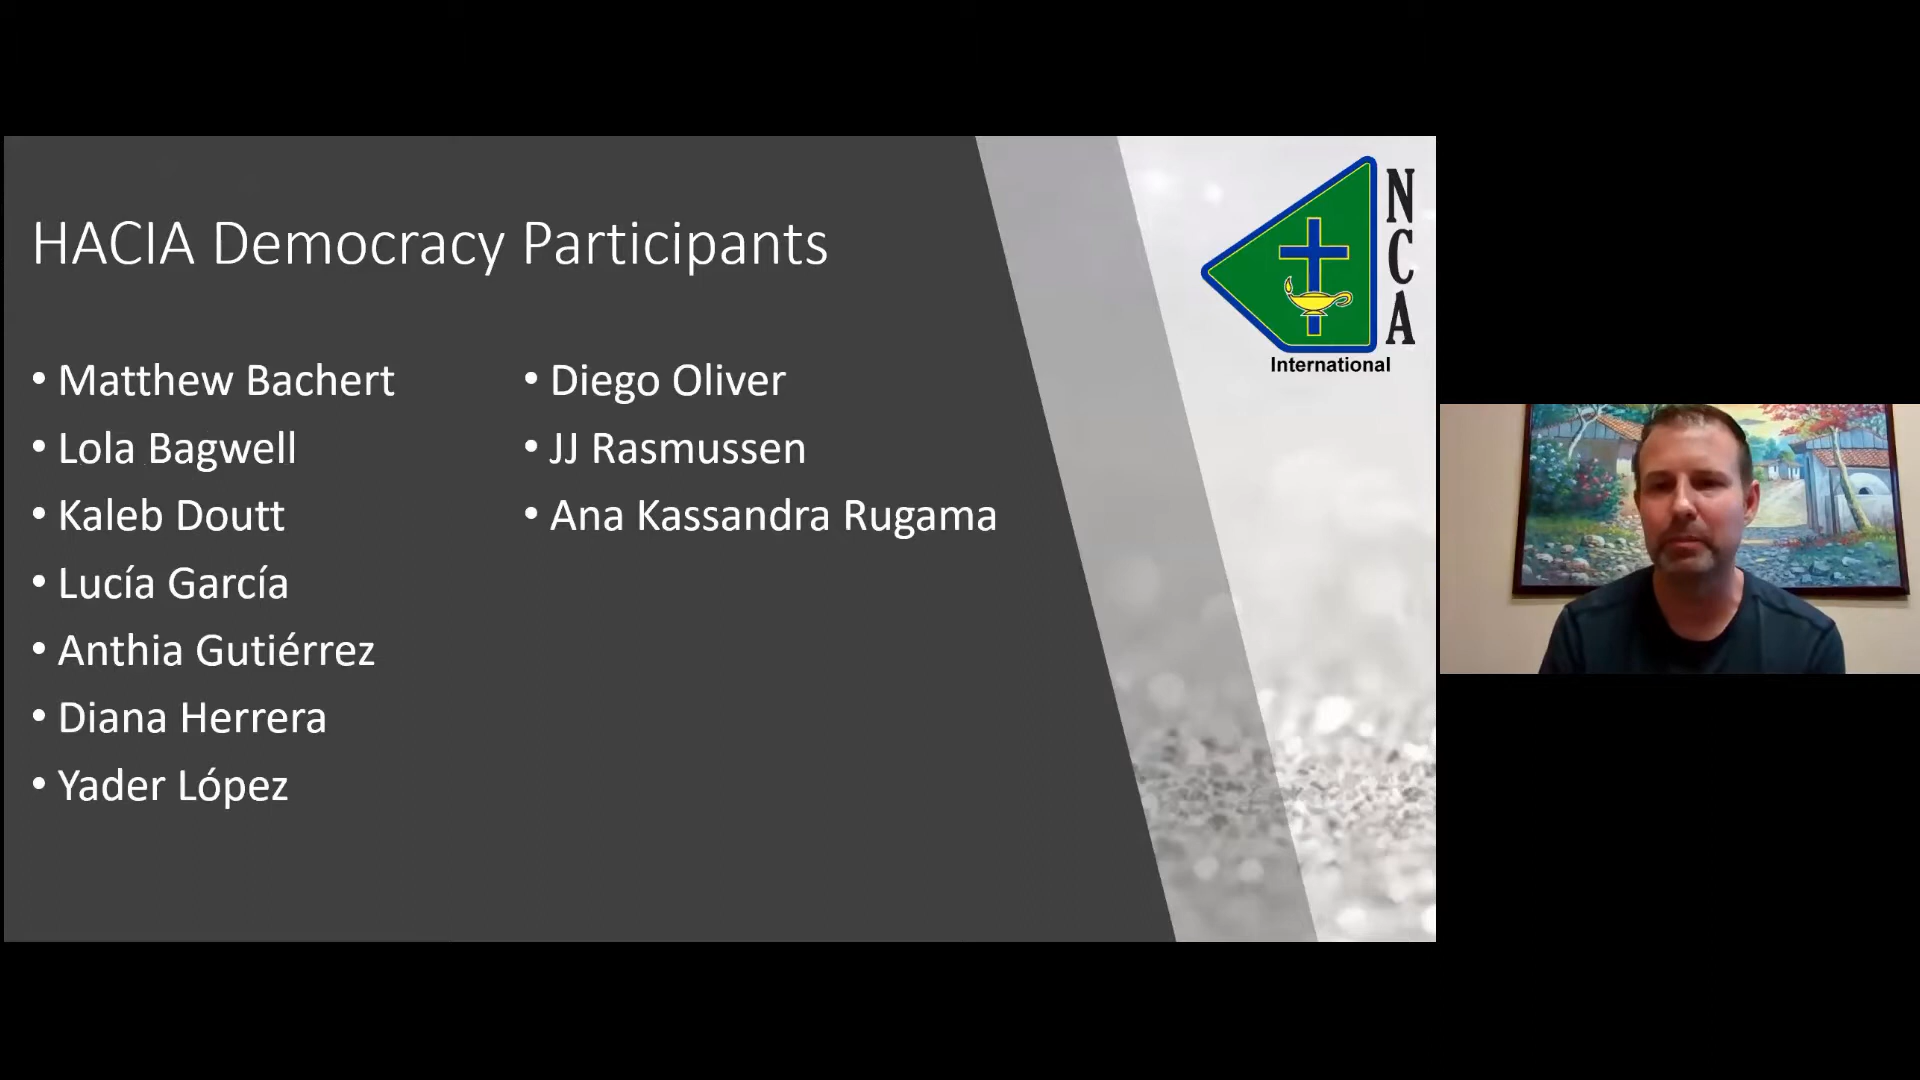 HACIA Democracy Participants
• Matthew Bachert
• Lola Bagwell
• Kaleb Doutt
• Lucía García
• Anthia Gutiérrez
• Diana Herrera
• Yader López
• Diego Oliver
• JJ Rasmussen
• Ana Kassandra Rugama
NCA
International